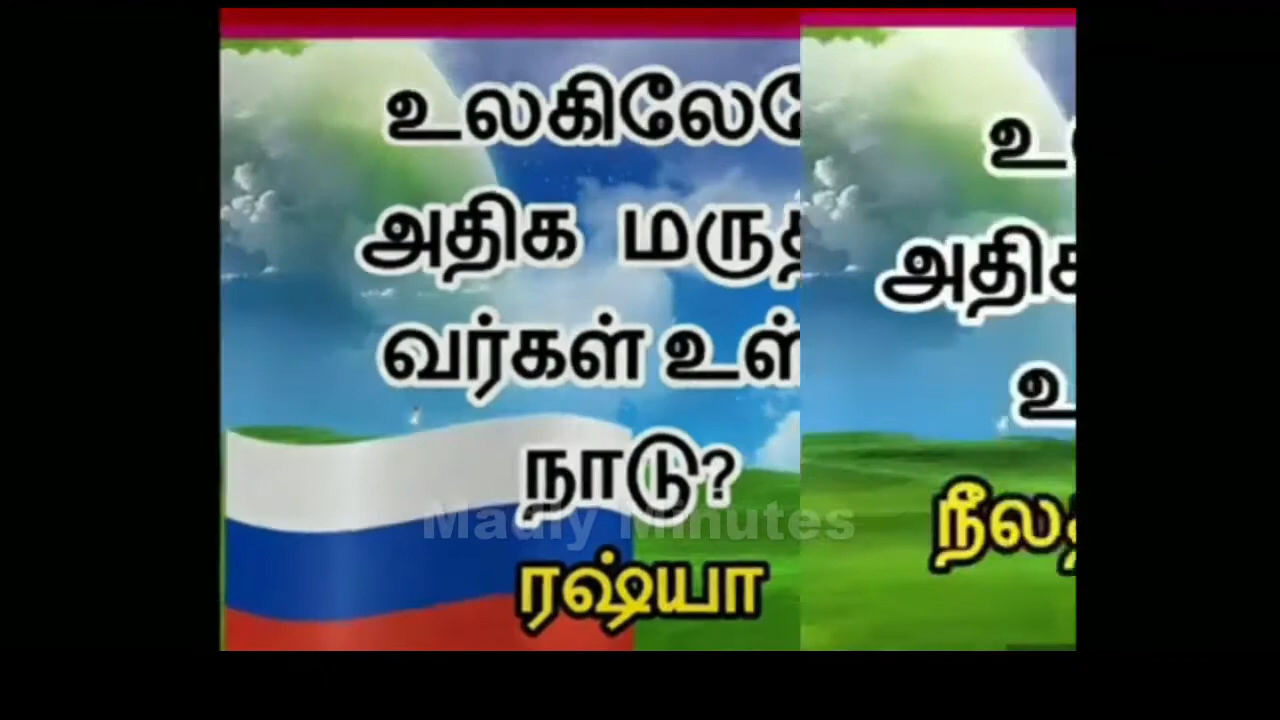 உலகிலே
அதிக மருத்
வர்கள் உள்
நாடு?
ரஷ்யா
அதிக
நீல
Madly Minutes